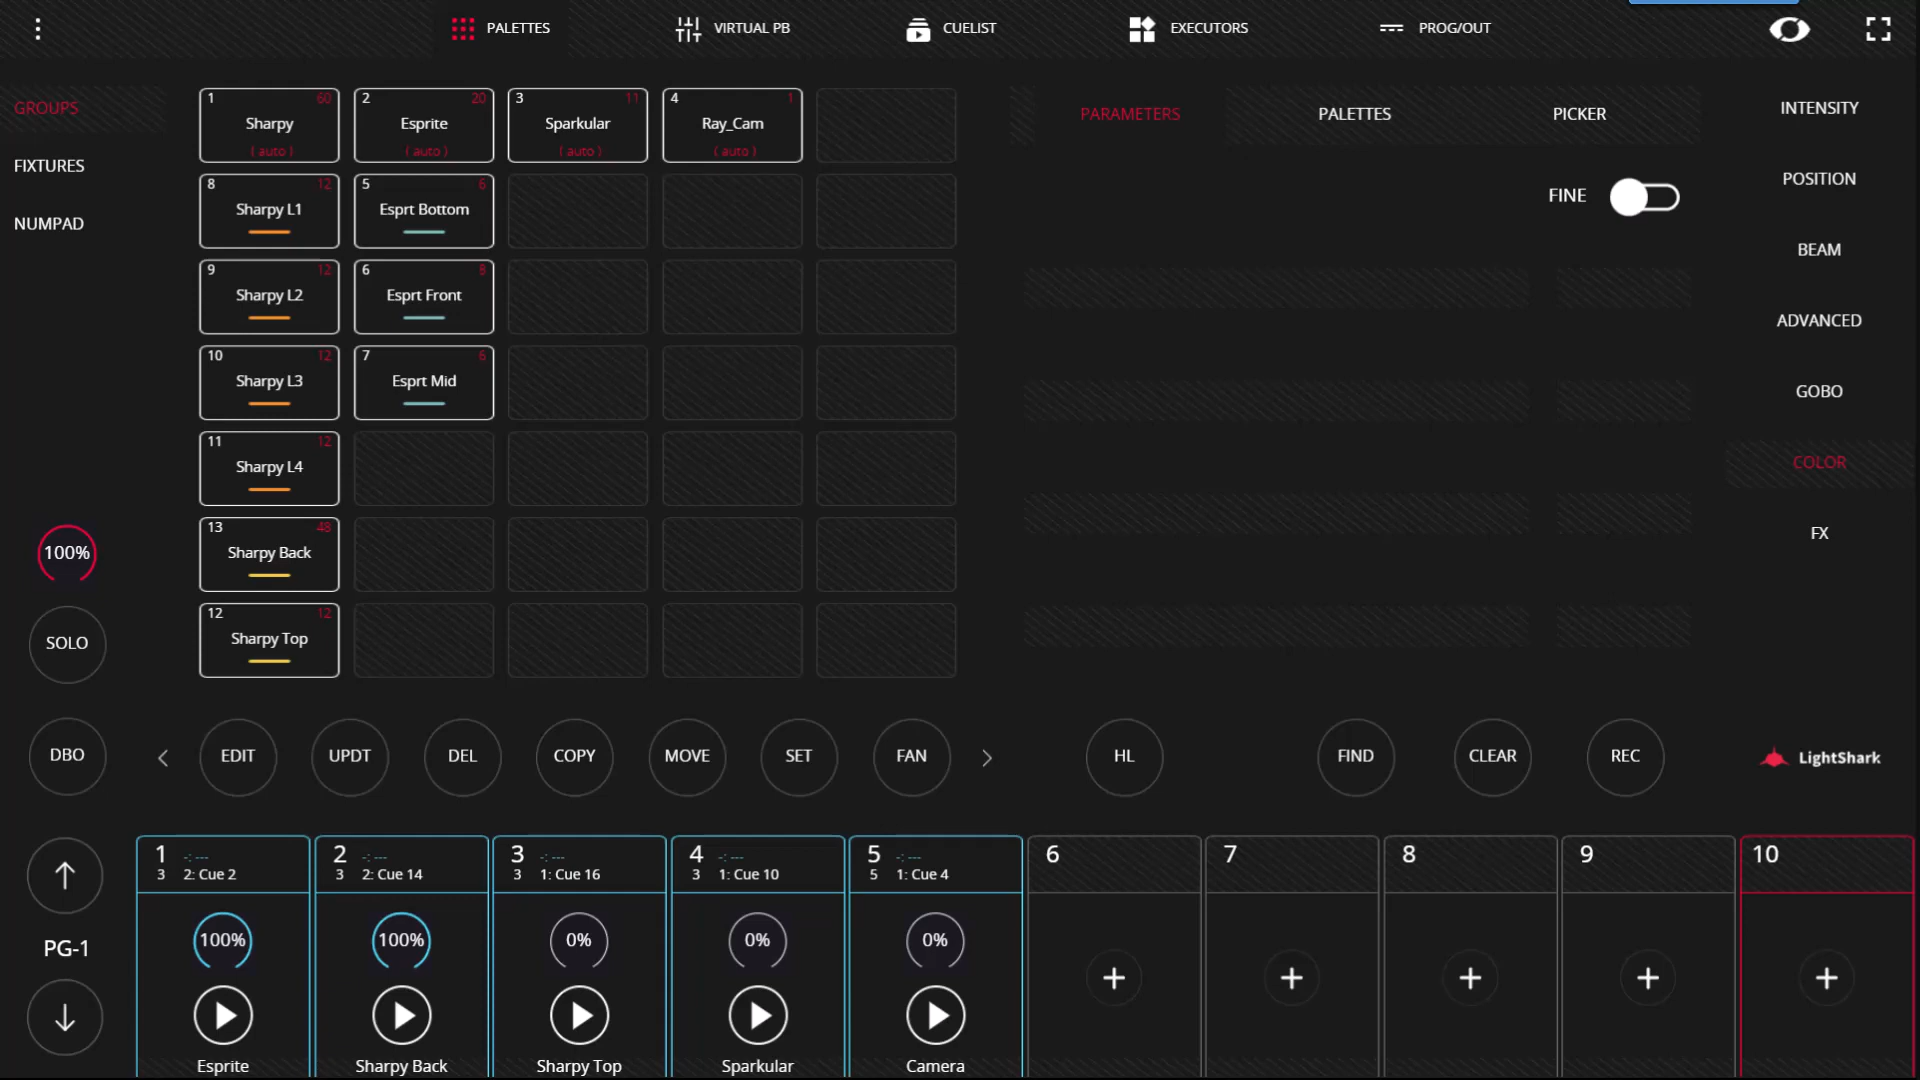 PALETTES
VIRTUAL PB
CUELIST
EXECUTORS
PROG/OUT
GROUPS
FIXTURES
NUMPAD
1 60
Sharpy
( auto )
2 20
Esprite
( auto )
3 11
Sparkular
( auto )
4 1
Ray_Cam
( auto )
8 12
Sharpy L1
5 6
Esprt Bottom
9 12
Sharpy L2
6 8
Esprt Front
10 12
Sharpy L3
7 6
Esprt Mid
11 12
Sharpy L4
13 48
Sharpy Back
12 12
Sharpy Top
PARAMETERS
PALETTES
PICKER
FINE
INTENSITY
POSITION
BEAM
ADVANCED
GOBO
COLOR
FX
100%
SOLO
DBO
EDIT
UPDT
DEL
COPY
MOVE
SET
FAN
HL
FIND
CLEAR
REC
LightShark
PG-1
1 -: ---
3 2: Cue 2
100%
Esprite
2 -: ---
3 2: Cue 14
100%
Sharpy Back
3 -: ---
3 1: Cue 16
0%
Sharpy Top
4 -: ---
3 1: Cue 10
0%
Sparkular
5 -: ---
5 1: Cue 4
0%
Camera
6
7
8
9
10